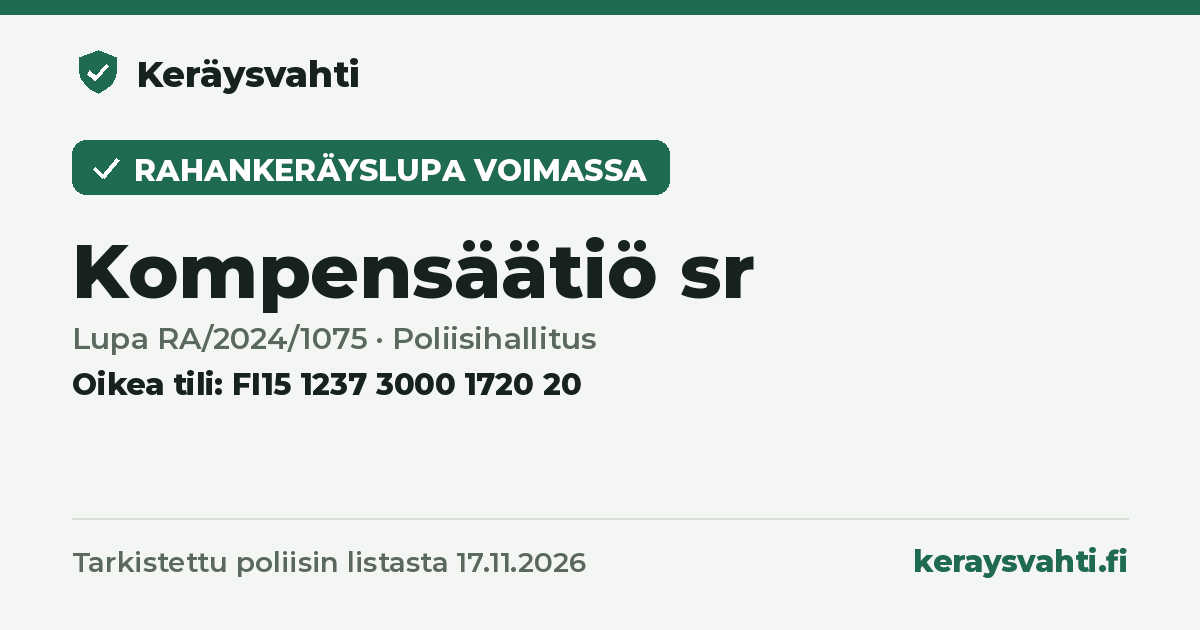 Keräysvahti
RAHANKERÄYSLUPA VOIMASSA
Kompensäätiö sr
Lupa RA/2024/1075 · Poliisihallitus
Oikea tili: FI15 1237 3000 1720 20
Tarkistettu poliisin listasta 17.11.2026
keraysvahti.fi